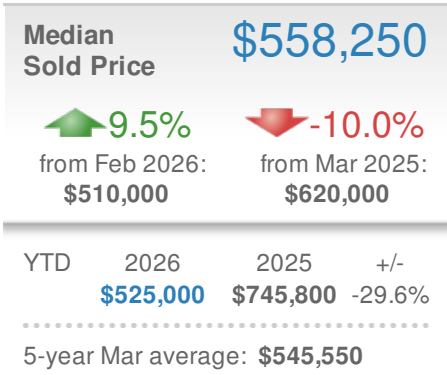 Median
Sold Price
$558,250
9.5%
-10.0%
from Feb 2026:
$510,000
from Mar 2025:
$620,000
YTD 2026 2025 +/-
$525,000 $745,800 -29.6%
5-year Mar average: $545,550